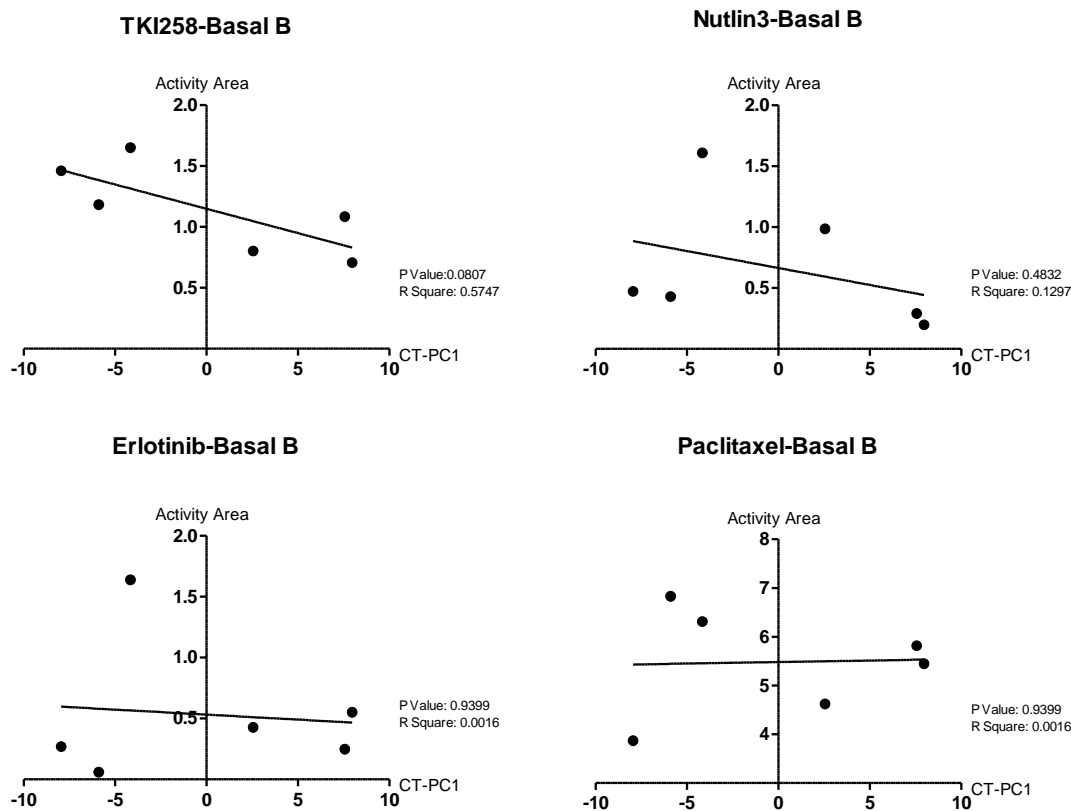 TKI258-Basal B
Activity Area
2.0
1.5
1.0
0.5
P Value:0.0807
R Square: 0.5747
-10 -5 0 5 10
CT-PC1
Nutlin3-Basal B
Activity Area
2.0
1.5
1.0
0.5
P Value: 0.4832
R Square: 0.1297
-10 -5 0 5 10
CT-PC1
Erlotinib-Basal B
Activity Area
2.0
1.5
1.0
0.5
P Value: 0.9399
R Square: 0.0016
-10 -5 0 5 10
CT-PC1
Paclitaxel-Basal B
Activity Area
8
7
6
5
4
P Value: 0.9399
R Square: 0.0016
-10 -5 0 5 10
CT-PC1